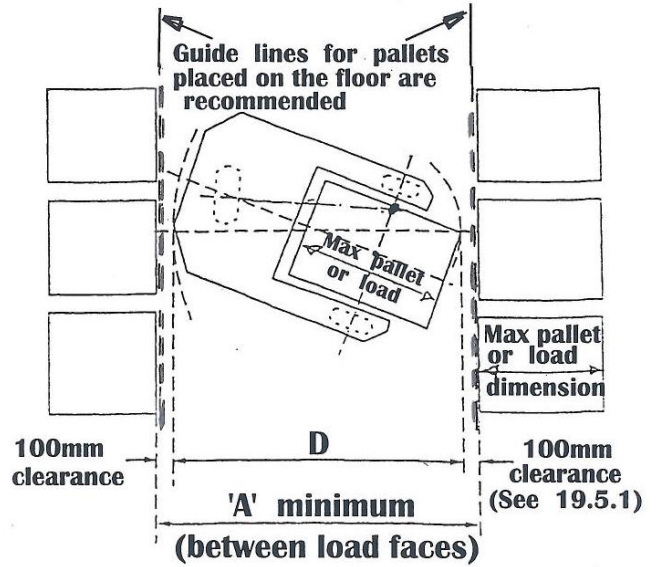 Guide lines for pallets
placed on the floor are
recommended
Max pallet
or load
Max pallet
or load
dimension
D
100mm
clearance
100mm
clearance
(See 19.5.1)
'A' minimum
(between load faces)